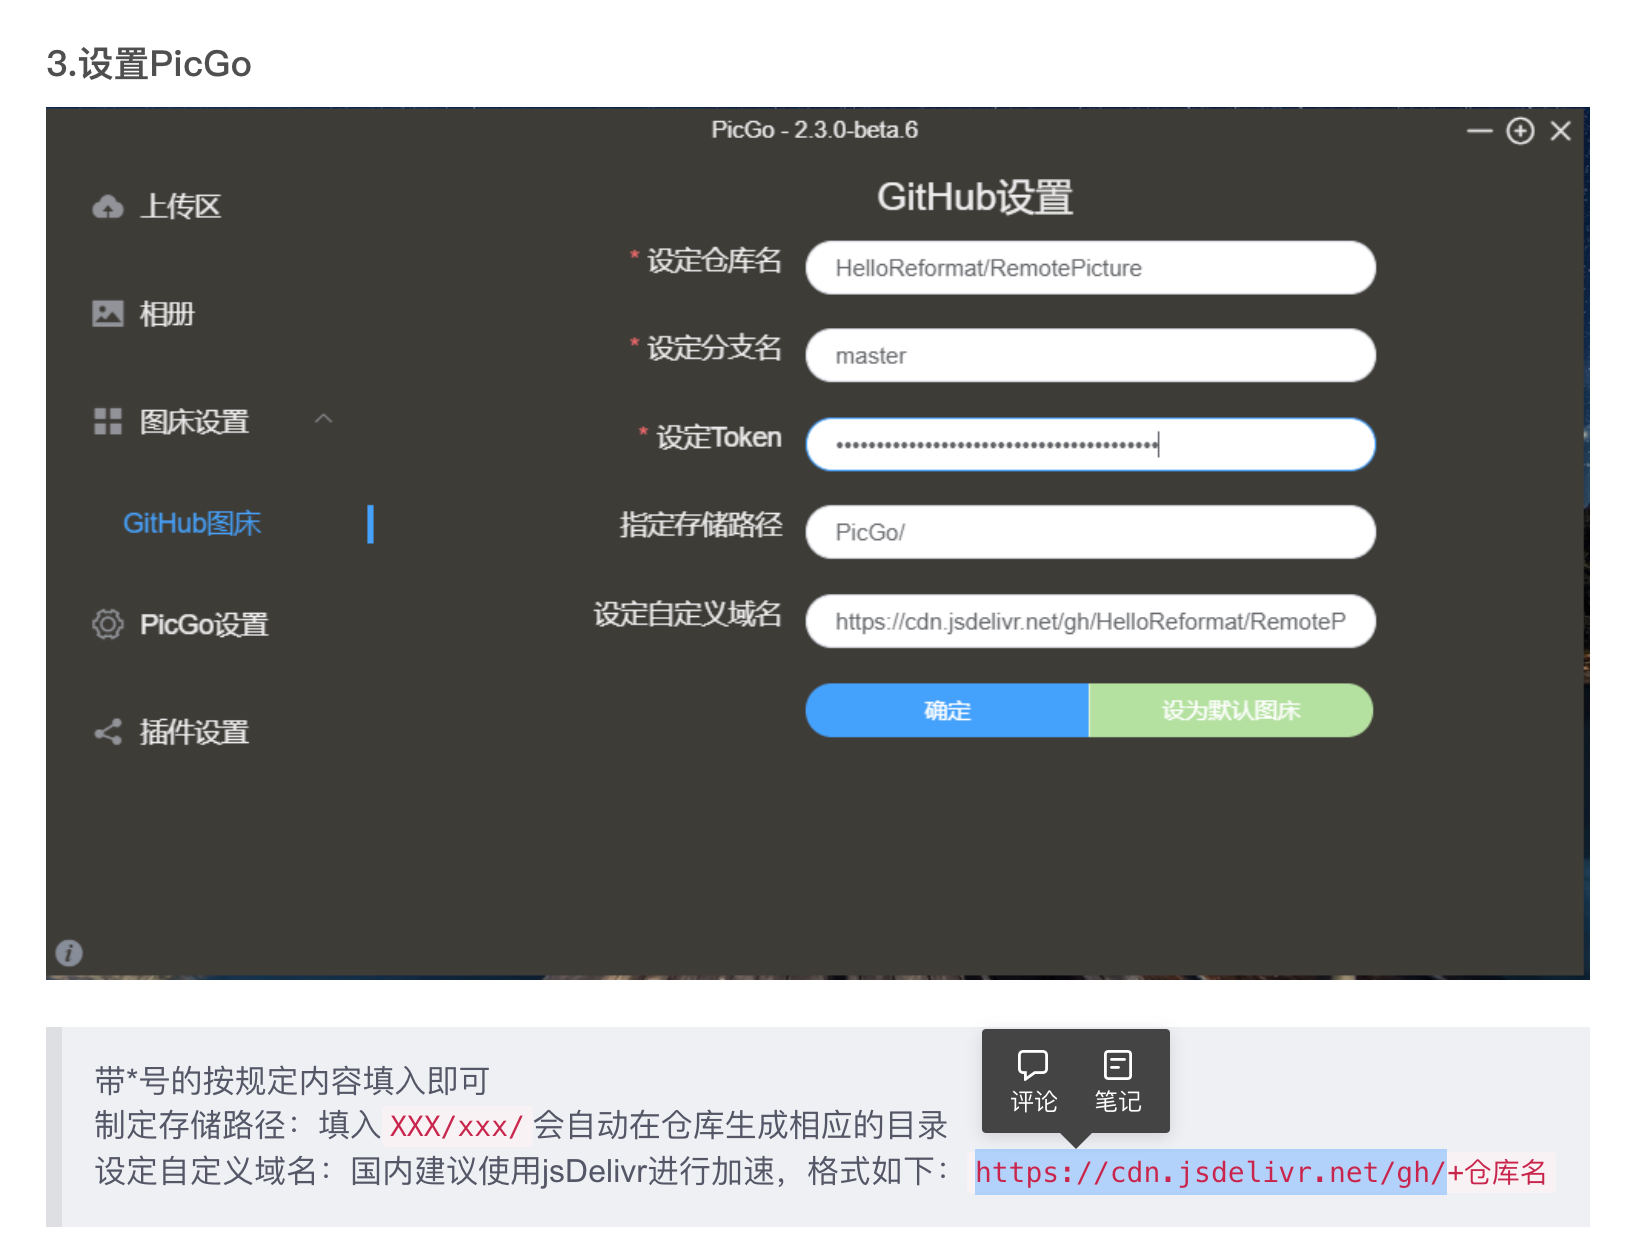 3.设置PicGo
PicGo - 2.3.0-beta.6
上传区
相册
图床设置
GitHub图床
PicGo设置
插件设置
GitHub设置
* 设定仓库名
HelloReformat/RemotePicture
* 设定分支名
master
* 设定Token
指定存储路径
PicGo/
设定自定义域名
https://cdn.jsdelivr.net/gh/HelloReformat/RemoteP
确定
设为默认图床
评论
笔记
带*号的按规定内容填入即可
制定存储路径：填入 XXX/xxx/ 会自动在仓库生成相应的目录
设定自定义域名：国内建议使用jsDelivr进行加速，格式如下： https://cdn.jsdelivr.net/gh/+仓库名